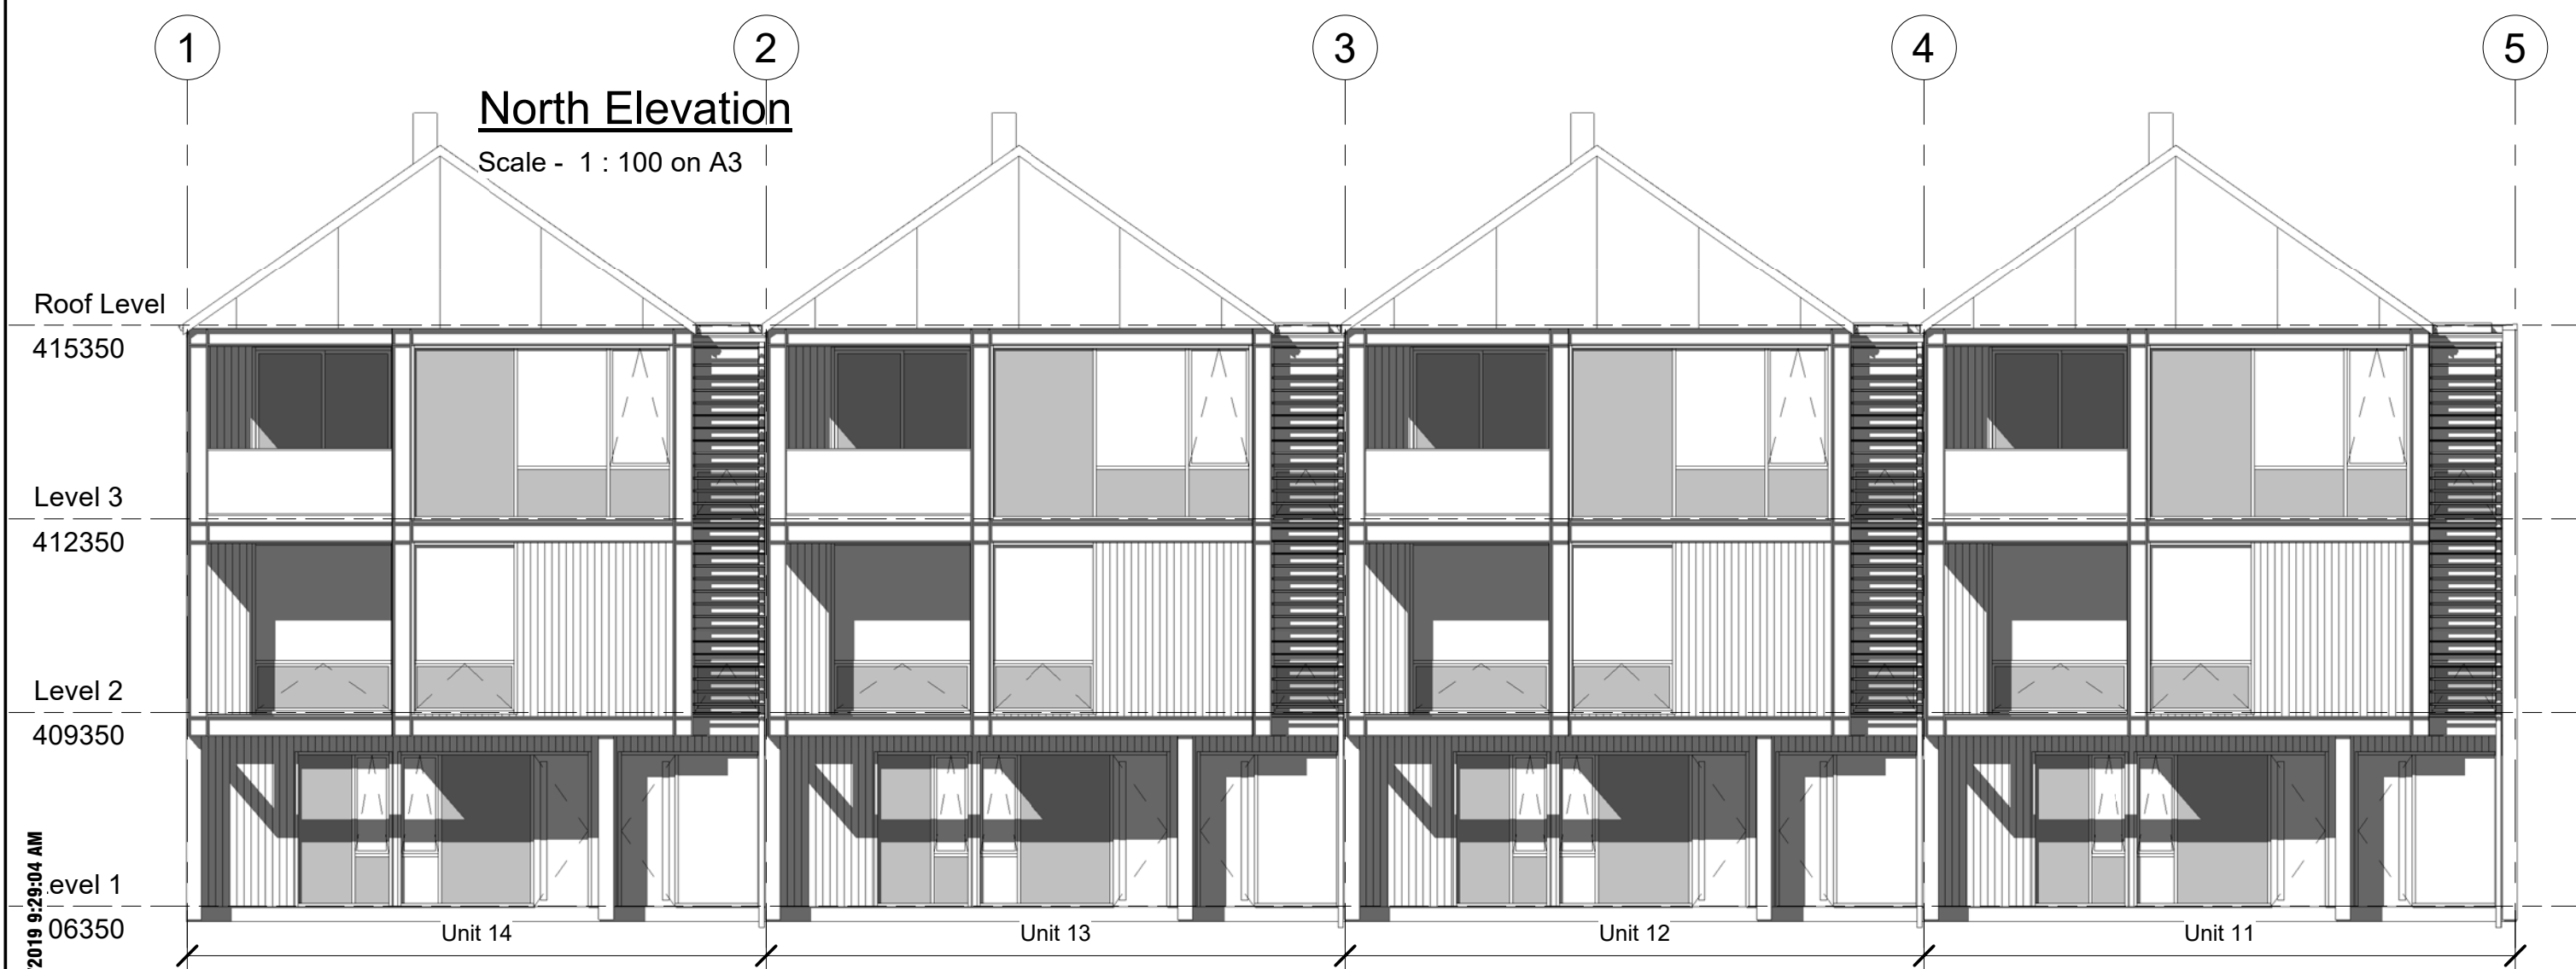 1 2 3 4 5
North Elevation
Scale - 1 : 100 on A3
Roof Level
415350
Level 3
412350
Level 2
409350
evel 1
06350
2019 9:29:04 AM
Unit 14 Unit 13 Unit 12 Unit 11